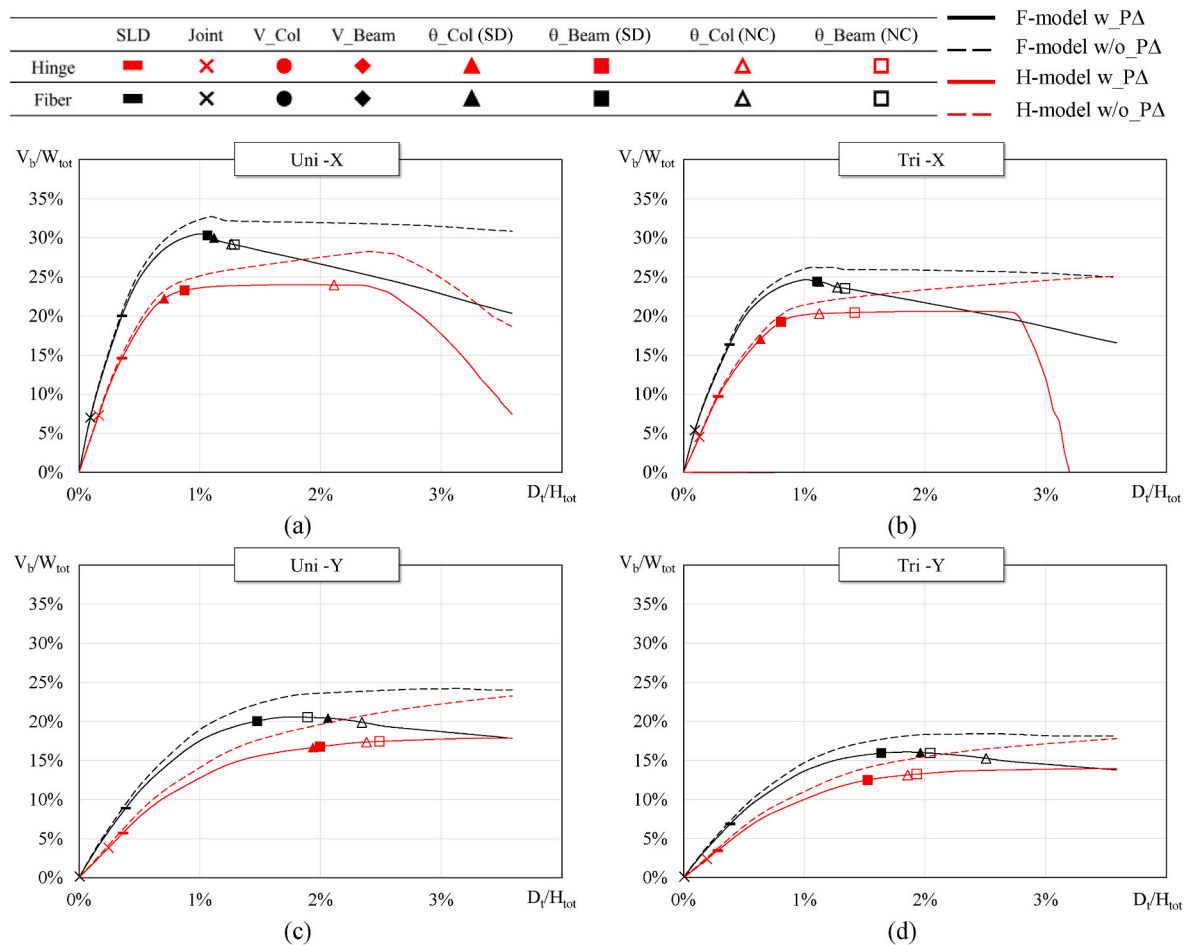 SLD Joint V_Col V_Beam θ_Col (SD) θ_Beam (SD) θ_Col (NC) θ_Beam (NC)
Hinge
Fiber
F-model w_PΔ
F-model w/o_PΔ
H-model w_PΔ
H-model w/o_PΔ
Vb/Wtot
Uni -X
35%
30%
25%
20%
15%
10%
5%
0%
0% 1% 2% 3% Dt/Htot
(a)
Vb/Wtot
Tri -X
35%
30%
25%
20%
15%
10%
5%
0%
0% 1% 2% 3% Dt/Htot
(b)
Vb/Wtot
Uni -Y
35%
30%
25%
20%
15%
10%
5%
0%
0% 1% 2% 3% Dt/Htot
(c)
Vb/Wtot
Tri -Y
35%
30%
25%
20%
15%
10%
5%
0%
0% 1% 2% 3% Dt/Htot
(d)